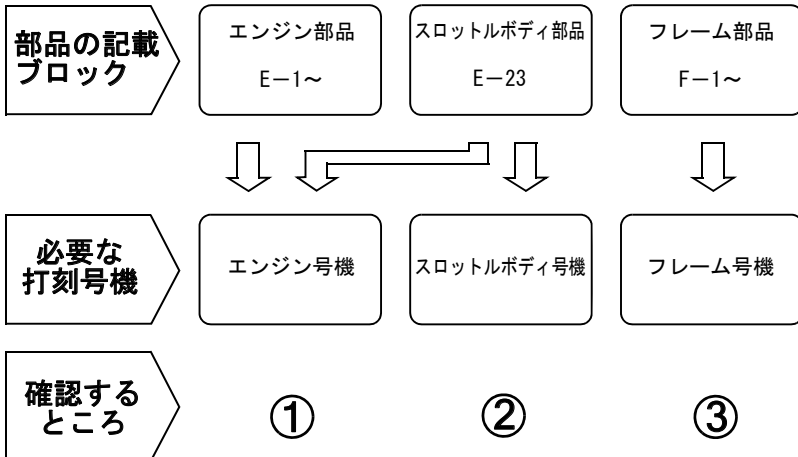 部品の記載
ブロック
エンジン部品
E－1～
スロットルボディ部品
E－23
フレーム部品
F－1～
必要な
打刻号機
エンジン号機
スロットルボディ号機
フレーム号機
確認する
ところ
①
②
③